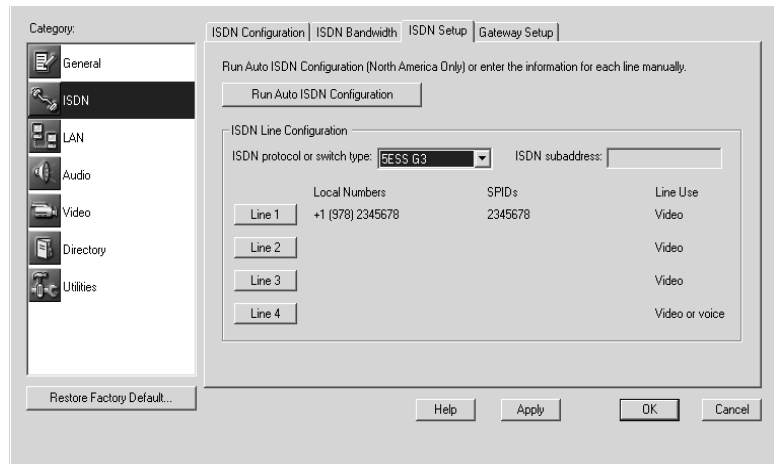 Category:
General
ISDN
LAN
Audio
Video
Directory
Utilities
Restore Factory Default...
ISDN Configuration
ISDN Bandwidth
ISDN Setup
Gateway Setup
Run Auto ISDN Configuration (North America Only) or enter the information for each line manually.
Run Auto ISDN Configuration
ISDN Line Configuration
ISDN protocol or switch type: 5ESS G3 ISDN subaddress:
Local Numbers SPIDs Line Use
Line 1 +1 (978) 2345678 2345678 Video
Line 2 Video
Line 3 Video
Line 4 Video or voice
Help Apply OK Cancel